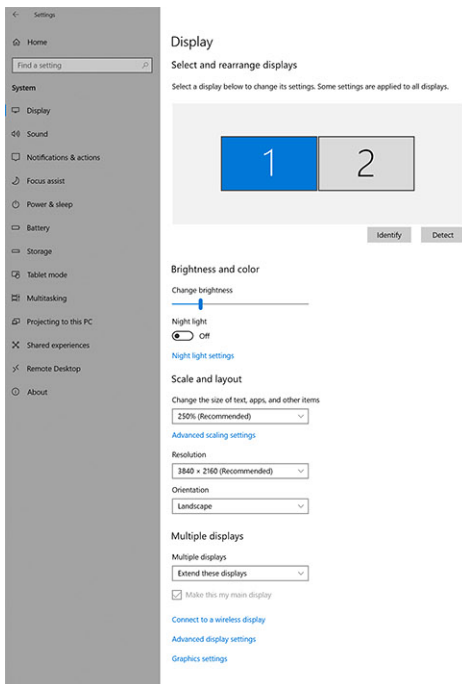 Settings
Home
Find a setting
System
Display
Sound
Notifications & actions
Focus assist
Power & sleep
Battery
Storage
Tablet mode
Multitasking
Projecting to this PC
Shared experiences
Remote Desktop
About
Display
Select and rearrange displays
Select a display below to change its settings. Some settings are applied to all displays.
1 2
Identify Detect
Brightness and color
Change brightness
Night light
Off
Night light settings
Scale and layout
Change the size of text, apps, and other items
250% (Recommended)
Advanced scaling settings
Resolution
3840 × 2160 (Recommended)
Orientation
Landscape
Multiple displays
Multiple displays
Extend these displays
Make this my main display
Connect to a wireless display
Advanced display settings
Graphics settings